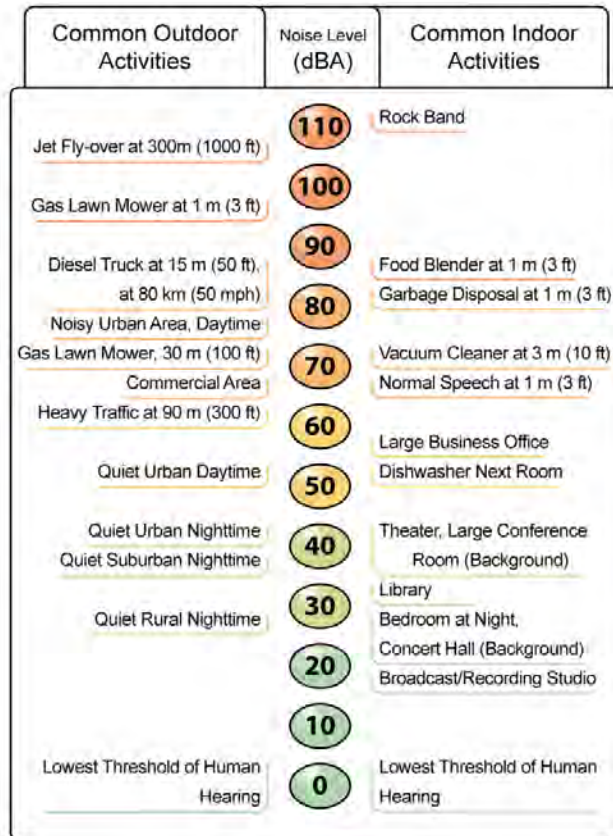 Common Outdoor
Activities
Noise Level
(dBA)
Common Indoor
Activities
110
Rock Band
Jet Fly-over at 300m (1000 ft)
100
Gas Lawn Mower at 1 m (3 ft)
90
Diesel Truck at 15 m (50 ft),
at 80 km (50 mph)
Food Blender at 1 m (3 ft)
80
Garbage Disposal at 1 m (3 ft)
Noisy Urban Area, Daytime
Gas Lawn Mower, 30 m (100 ft)
70
Vacuum Cleaner at 3 m (10 ft)
Commercial Area
Normal Speech at 1 m (3 ft)
Heavy Traffic at 90 m (300 ft)
60
Large Business Office
Quiet Urban Daytime
50
Dishwasher Next Room
Quiet Urban Nighttime
40
Theater, Large Conference
Room (Background)
Quiet Suburban Nighttime
30
Library
Quiet Rural Nighttime
Bedroom at Night,
Concert Hall (Background)
20
Broadcast/Recording Studio
10
Lowest Threshold of Human
Hearing
0
Lowest Threshold of Human
Hearing